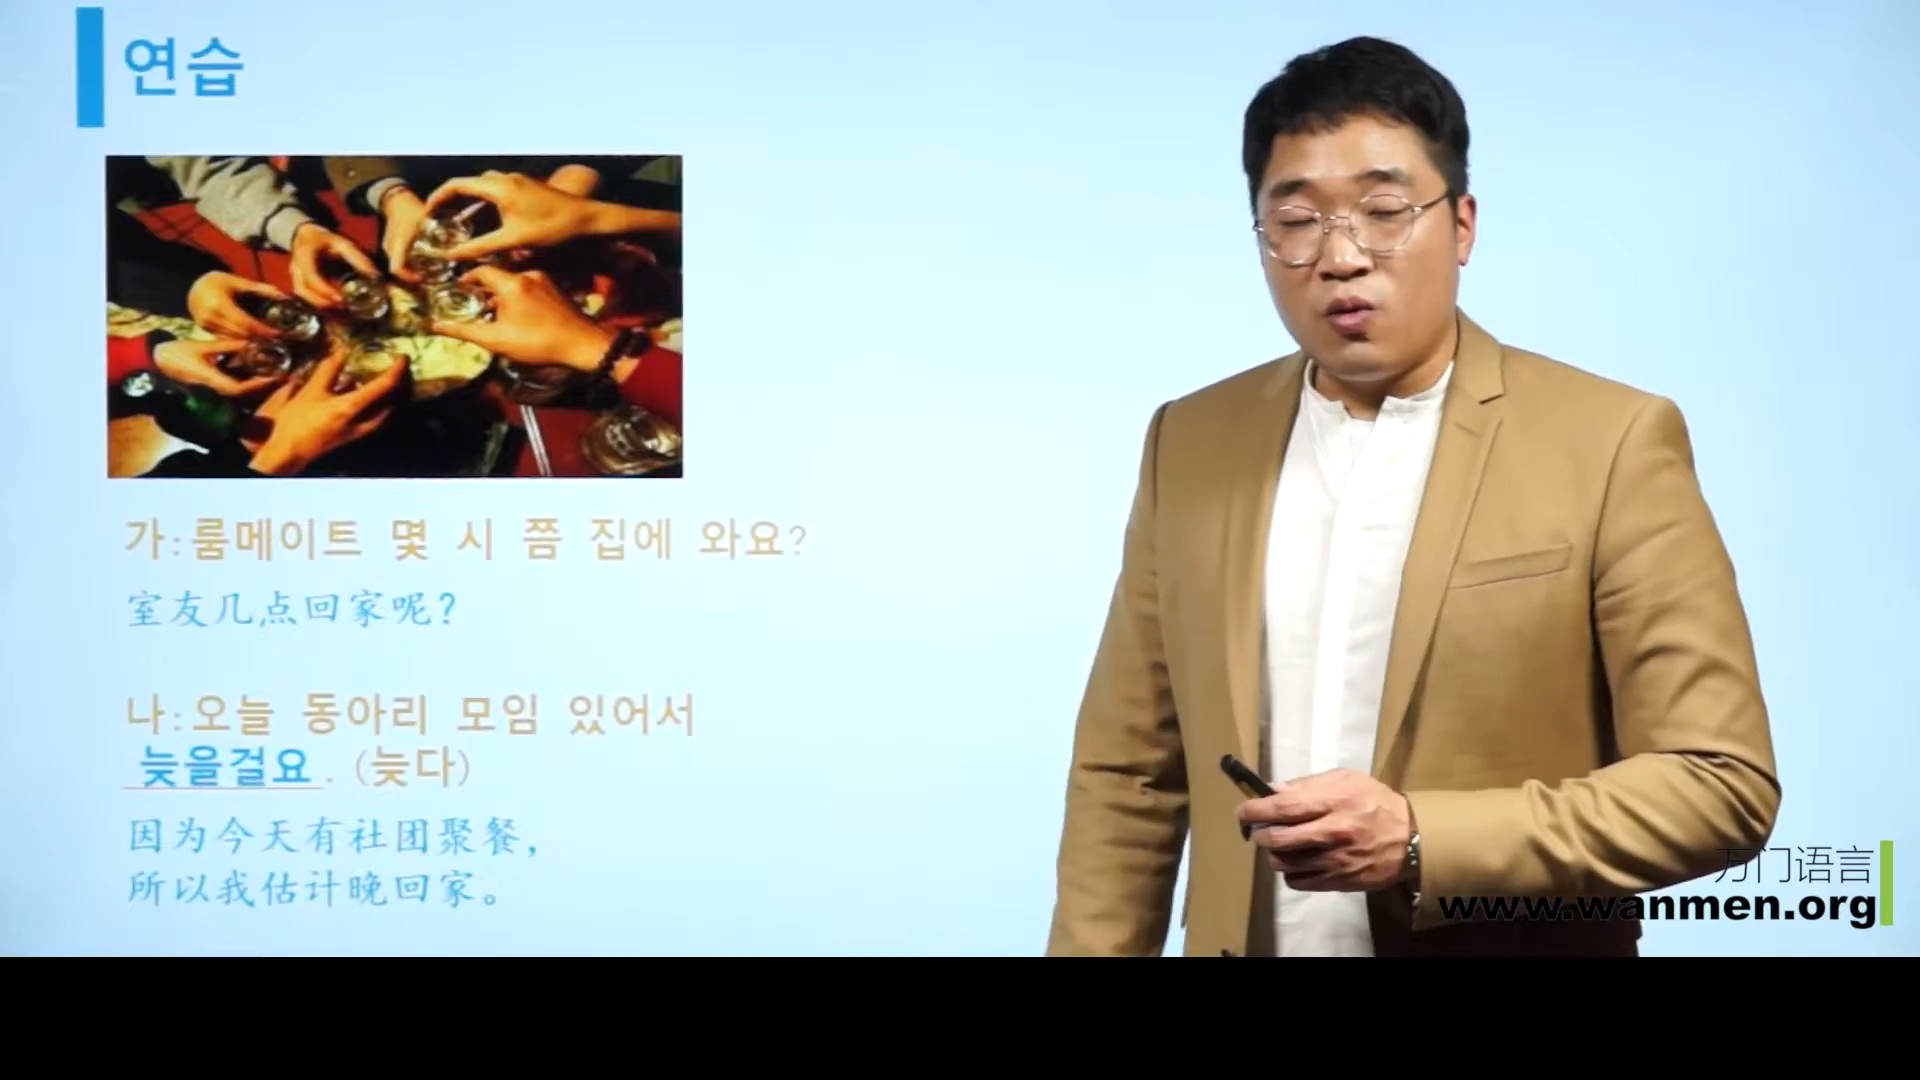 연습
가:룸메이트 몇 시 쯤 집에 와요?
室友几点回家呢?
나:오늘 동아리 모임 있어서
늦을걸요. (늦다)
因为今天有社团聚餐,
所以我估计晚回家。
万门语言
www.wanmen.org